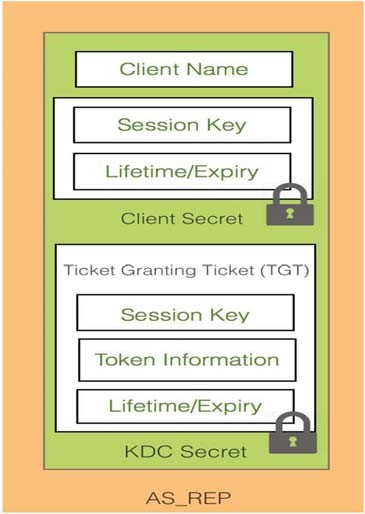 Client Name
Session Key
Lifetime/Expiry
Client Secret
Ticket Granting Ticket (TGT)
Session Key
Token Information
Lifetime/Expiry
KDC Secret
AS_REP